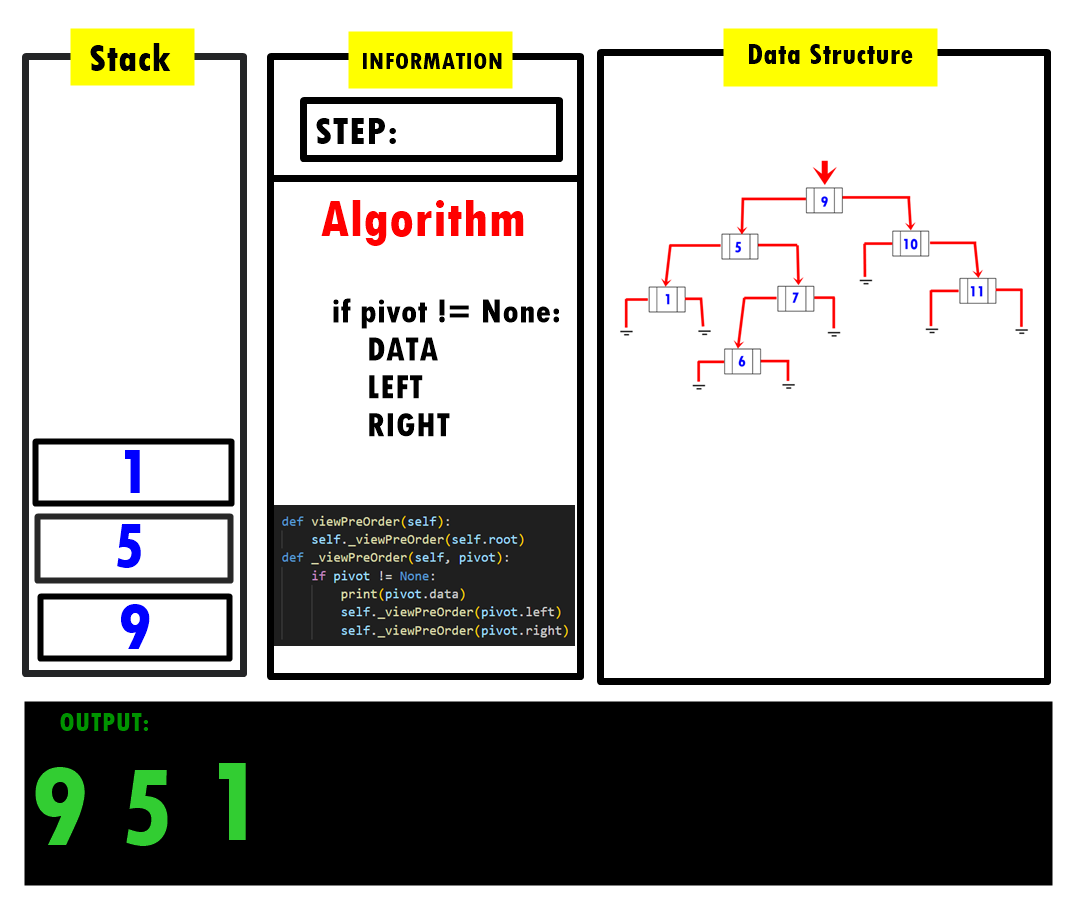 Stack
1
5
9
INFORMATION
STEP:
Algorithm
if pivot != None:
DATA
LEFT
RIGHT
def viewPreOrder(self):
self._viewPreOrder(self.root)
def _viewPreOrder(self, pivot):
if pivot != None:
print(pivot.data)
self._viewPreOrder(pivot.left)
self._viewPreOrder(pivot.right)
Data Structure
9
5
10
1
7
11
6
OUTPUT:
9 5 1